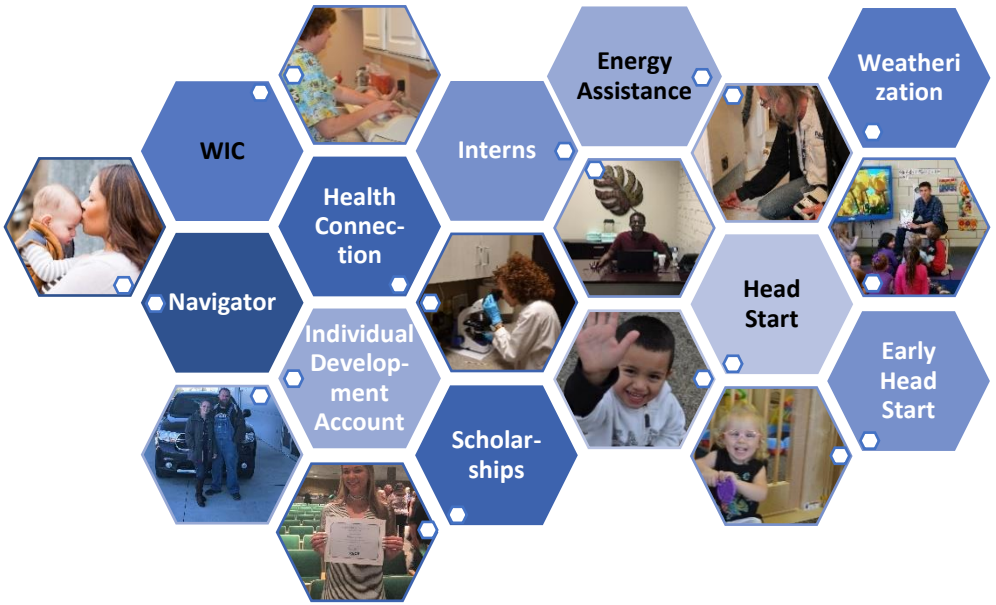 WIC
Health
Connec-
tion
Navigator
Individual
Develop-
ment
Account
Interns
Scholar-
ships
Energy
Assistance
Head
Start
Weatheri
zation
Early
Head
Start